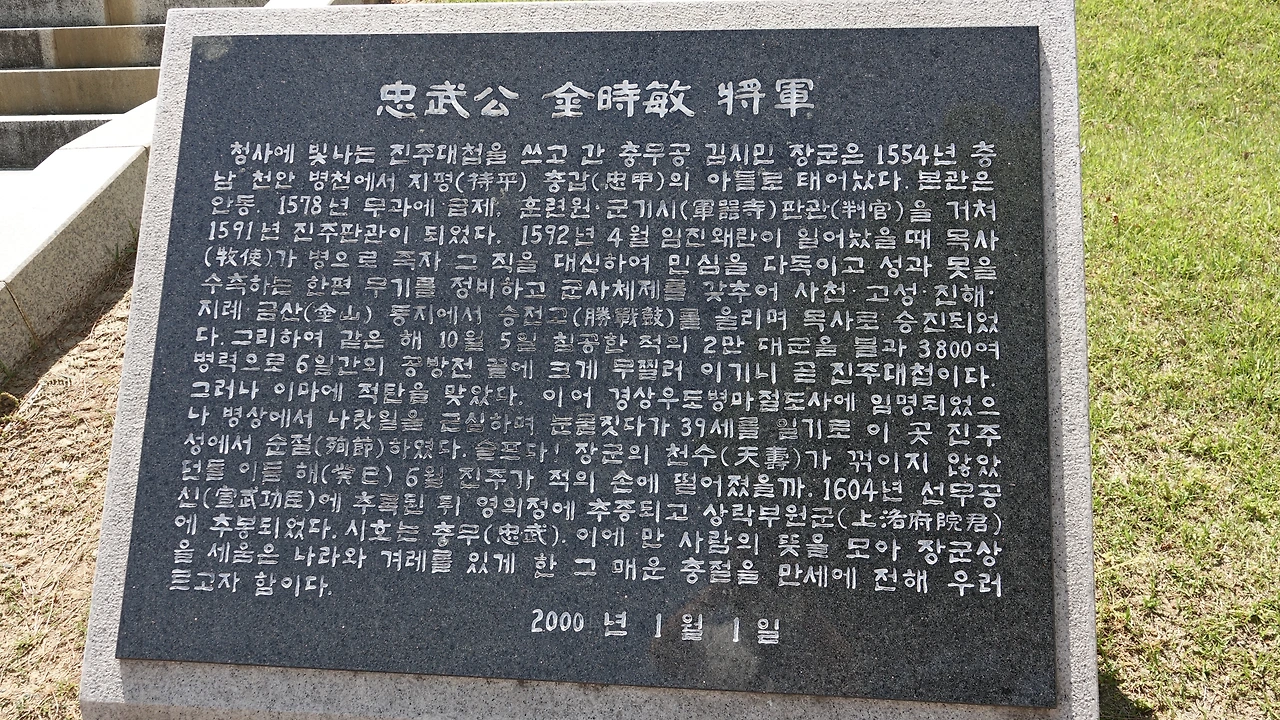 忠武公 金時敏 將軍
청사에 빛나는 진주대첩을 쓰고 간 충무공 김시민 장군은 1554년 충
남 천안 병천에서 지평(持平) 충갑(忠甲)의 아들로 태어났다. 본관은
안동. 1578년 무과에 급제, 훈련원·군기시(軍器寺)판관(判官)을 거쳐
1591년 진주판관이 되었다. 1592년 4월 임진왜란이 일어났을때 목사
(牧使)가 병으로 죽자 그 직을 대신하여 민심을 다독이고 성과 못을
수축하는 한편 무기를 정비하고 군사체제를 갖추어 사천·고성·진해·
지례 금산(金山) 등지에서 승전고(勝戰鼓)를 울리며 목사로 승진되었
다. 그리하여 같은 해 10월 5일 침공한 적의 2만 대군을 불과 3800여
병력으로 6일간의 공방전 끝에 크게 무찔러 이기니 곧 진주대첩이다.
그러나 이마에 적탄을 맞았다. 이어 경상우도병마절도사에 임명되었으
나 병상에서 나랏일을 근심하며 눈물짓다가 39세를 일기로 이 곳 진주
성에서 순절(殉節)하였다. 슬프다! 장군의 천수(天壽)가 꺾이지 않았
던들 이듬 해(癸巳) 6월 진주가 적의 손에 떨어졌을까. 1604년 선무공
신(宣武功臣)에 추록된 뒤 영의정에 추증되고 상락부원군(上洛府院君)
에 추봉되었다. 시호는 충무(忠武). 이에 만 사람의 뜻을 모아 장군상
을 세움은 나라와 겨레를 있게 한 그 매운 충절을 만세에 전해 우러
르고자 함이다.
2000 년 1 월 1 일